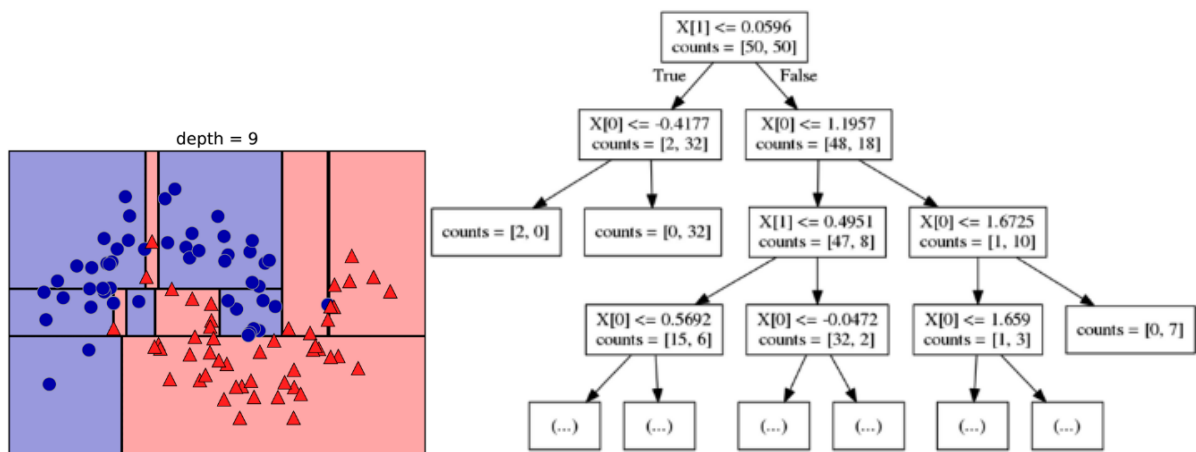 depth = 9
X[1] <= 0.0596
counts = [50, 50]
True
False
X[0] <= -0.4177
counts = [2, 32]
X[0] <= 1.1957
counts = [48, 18]
counts = [2, 0]
counts = [0, 32]
X[1] <= 0.4951
counts = [47, 8]
X[0] <= 1.6725
counts = [1, 10]
X[0] <= 0.5692
counts = [15, 6]
X[0] <= -0.0472
counts = [32, 2]
X[0] <= 1.659
counts = [1, 3]
counts = [0, 7]
(...)
(...)
(...)
(...)
(...)
(...)